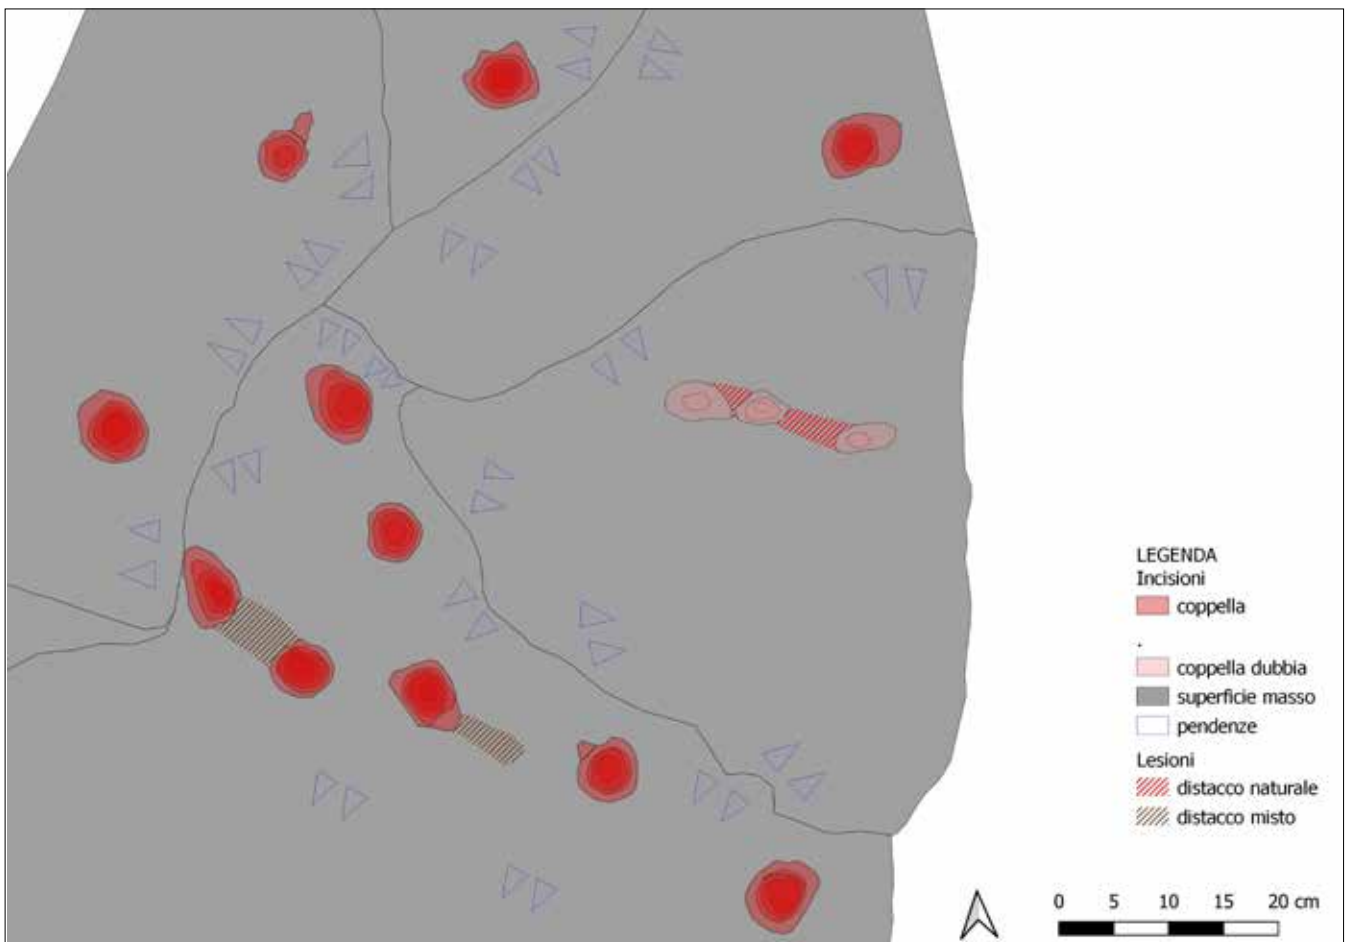 LEGENDA
Incisioni
coppella
.
coppella dubbia
superficie masso
pendenze
Lesioni
distacco naturale
distacco misto
0 5 10 15 20 cm